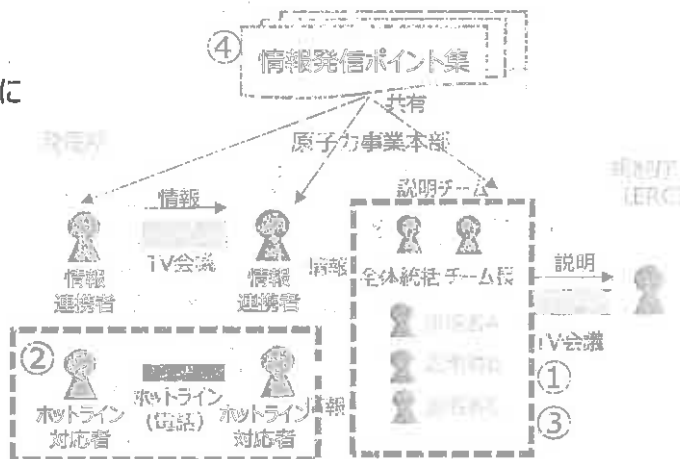 ④
情報発信ポイント集
に
共有
原子力事業本部
説明チーム
情報
TV会議
情報
連携者
情報
連携者
情報
全体統括 チーム長
説明
TV会議
①
③
②
ホットライン
(電話)
ホットライン
対応者
ホットライン
対応者
情報